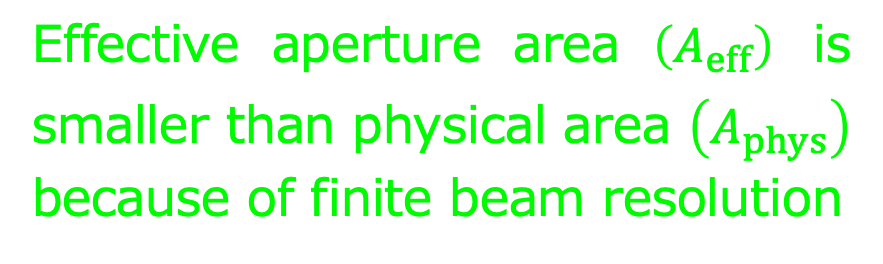 Effective aperture area (A_eff) is
smaller than physical area (A_phys)
because of finite beam resolution